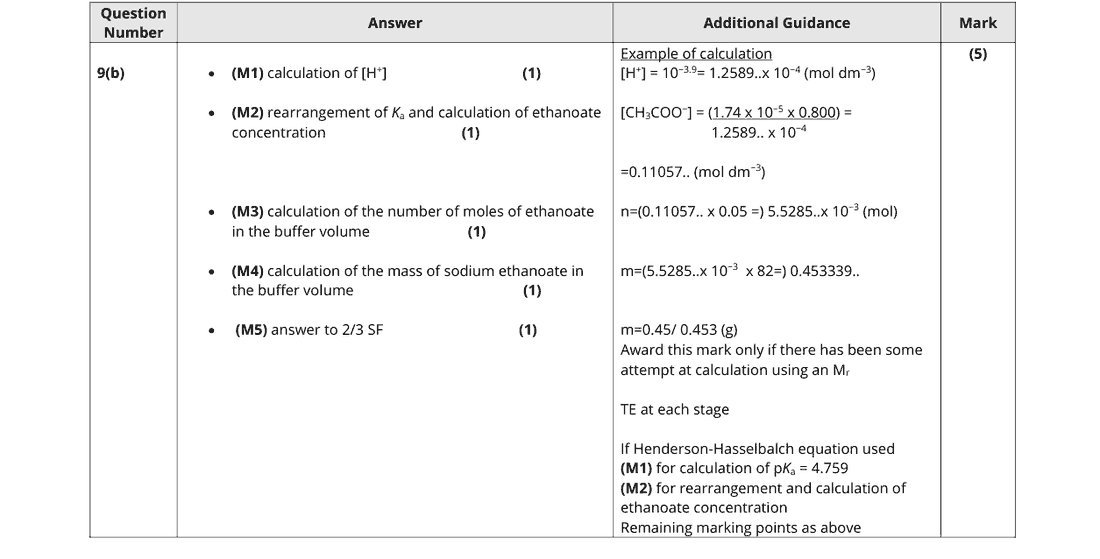 Question Number Answer Additional Guidance Mark
9(b)
• (M1) calculation of [H⁺] (1)
• (M2) rearrangement of Kₐ and calculation of ethanoate
concentration (1)
• (M3) calculation of the number of moles of ethanoate
in the buffer volume (1)
• (M4) calculation of the mass of sodium ethanoate in
the buffer volume (1)
• (M5) answer to 2/3 SF (1)
Example of calculation
[H⁺] = 10⁻³·⁹= 1.2589..x 10⁻⁴ (mol dm⁻³)
[CH₃COO⁻] = (1.74 x 10⁻⁵ x 0.800) =
1.2589.. x 10⁻⁴
=0.11057.. (mol dm⁻³)
n=(0.11057.. x 0.05 =) 5.5285..x 10⁻³ (mol)
m=(5.5285..x 10⁻³ x 82=) 0.453339..
m=0.45/ 0.453 (g)
Award this mark only if there has been some
attempt at calculation using an Mᵣ
TE at each stage
If Henderson-Hasselbalch equation used
(M1) for calculation of pKₐ = 4.759
(M2) for rearrangement and calculation of
ethanoate concentration
Remaining marking points as above
(5)